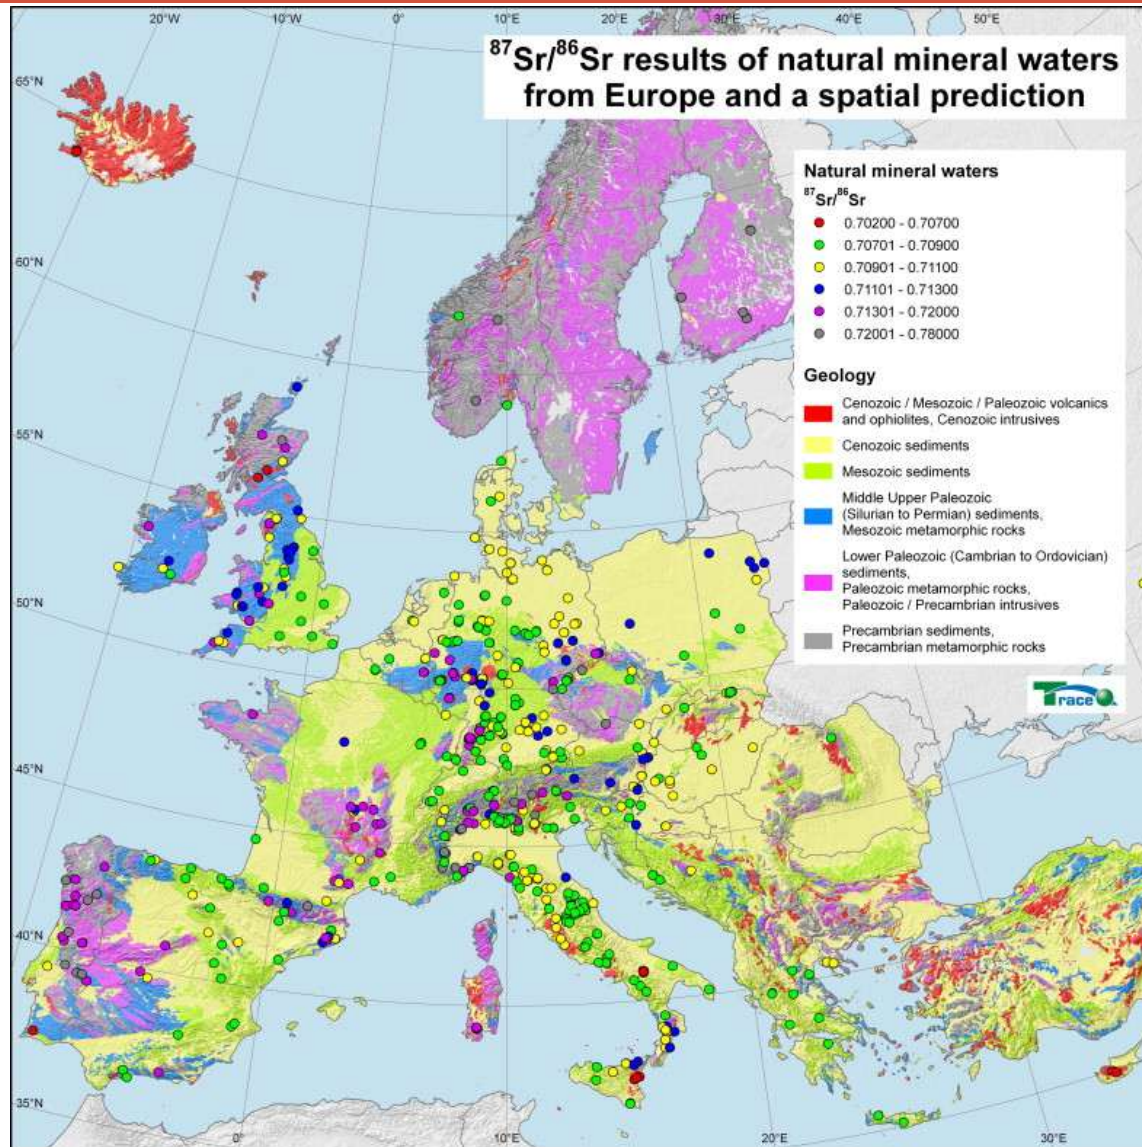 20°W 10°W 0° 10°E 20°E 30°E 40°E 50°E
⁸⁷Sr/⁸⁶Sr results of natural mineral waters
from Europe and a spatial prediction
65°N
60°N
55°N
50°N
45°N
40°N
35°N
Natural mineral waters
⁸⁷Sr/⁸⁶Sr
0.70200 - 0.70700
0.70701 - 0.70900
0.70901 - 0.71100
0.71101 - 0.71300
0.71301 - 0.72000
0.72001 - 0.78000
Geology
Cenozoic / Mesozoic / Paleozoic volcanics
and ophiolites, Cenozoic intrusives
Cenozoic sediments
Mesozoic sediments
Middle Upper Paleozoic
(Silurian to Permian) sediments,
Mesozoic metamorphic rocks
Lower Paleozoic (Cambrian to Ordovician)
sediments,
Paleozoic metamorphic rocks,
Paleozoic / Precambrian intrusives
Precambrian sediments,
Precambrian metamorphic rocks
Trace
0° 10°E 20°E 30°E